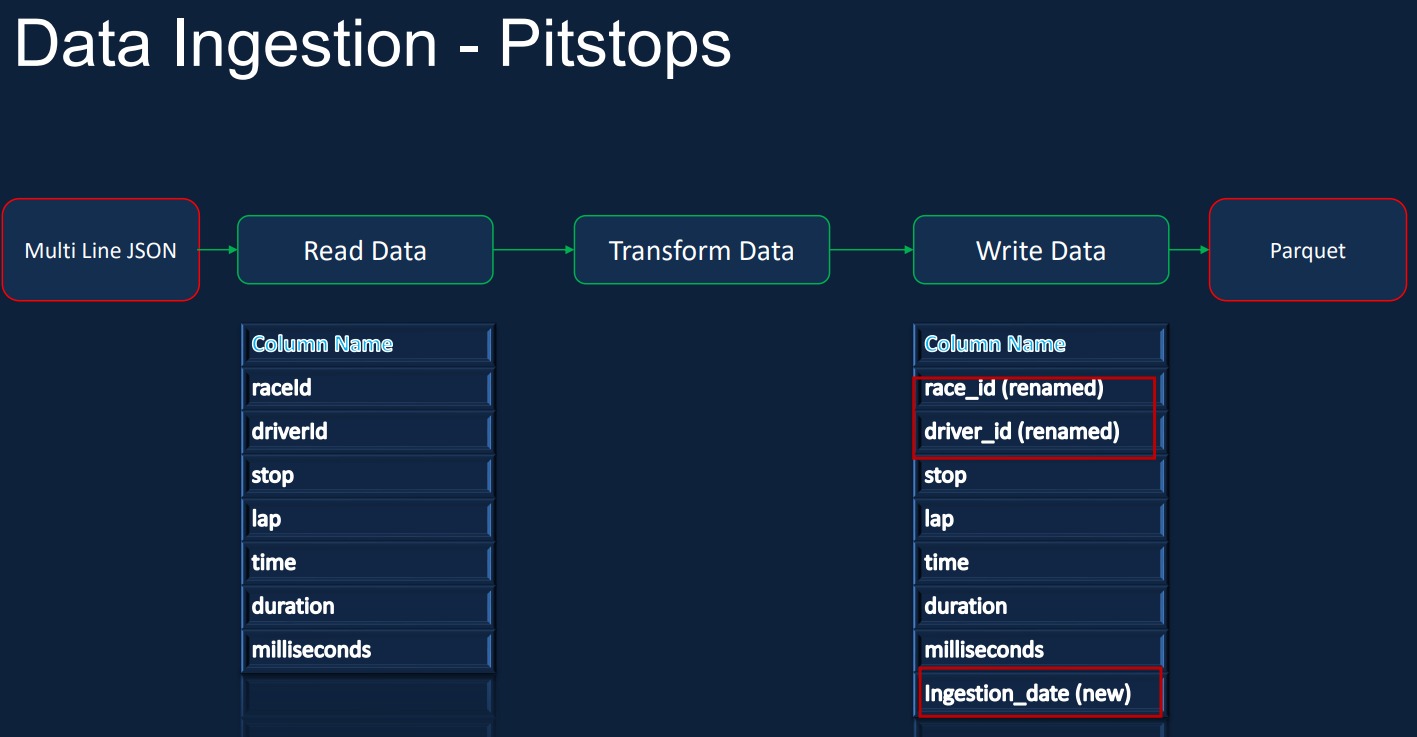 Data Ingestion - Pitstops
Multi Line JSON
Read Data
Transform Data
Write Data
Parquet
Column Name
raceId
driverId
stop
lap
time
duration
milliseconds
Column Name
race_id (renamed)
driver_id (renamed)
stop
lap
time
duration
milliseconds
Ingestion_date (new)